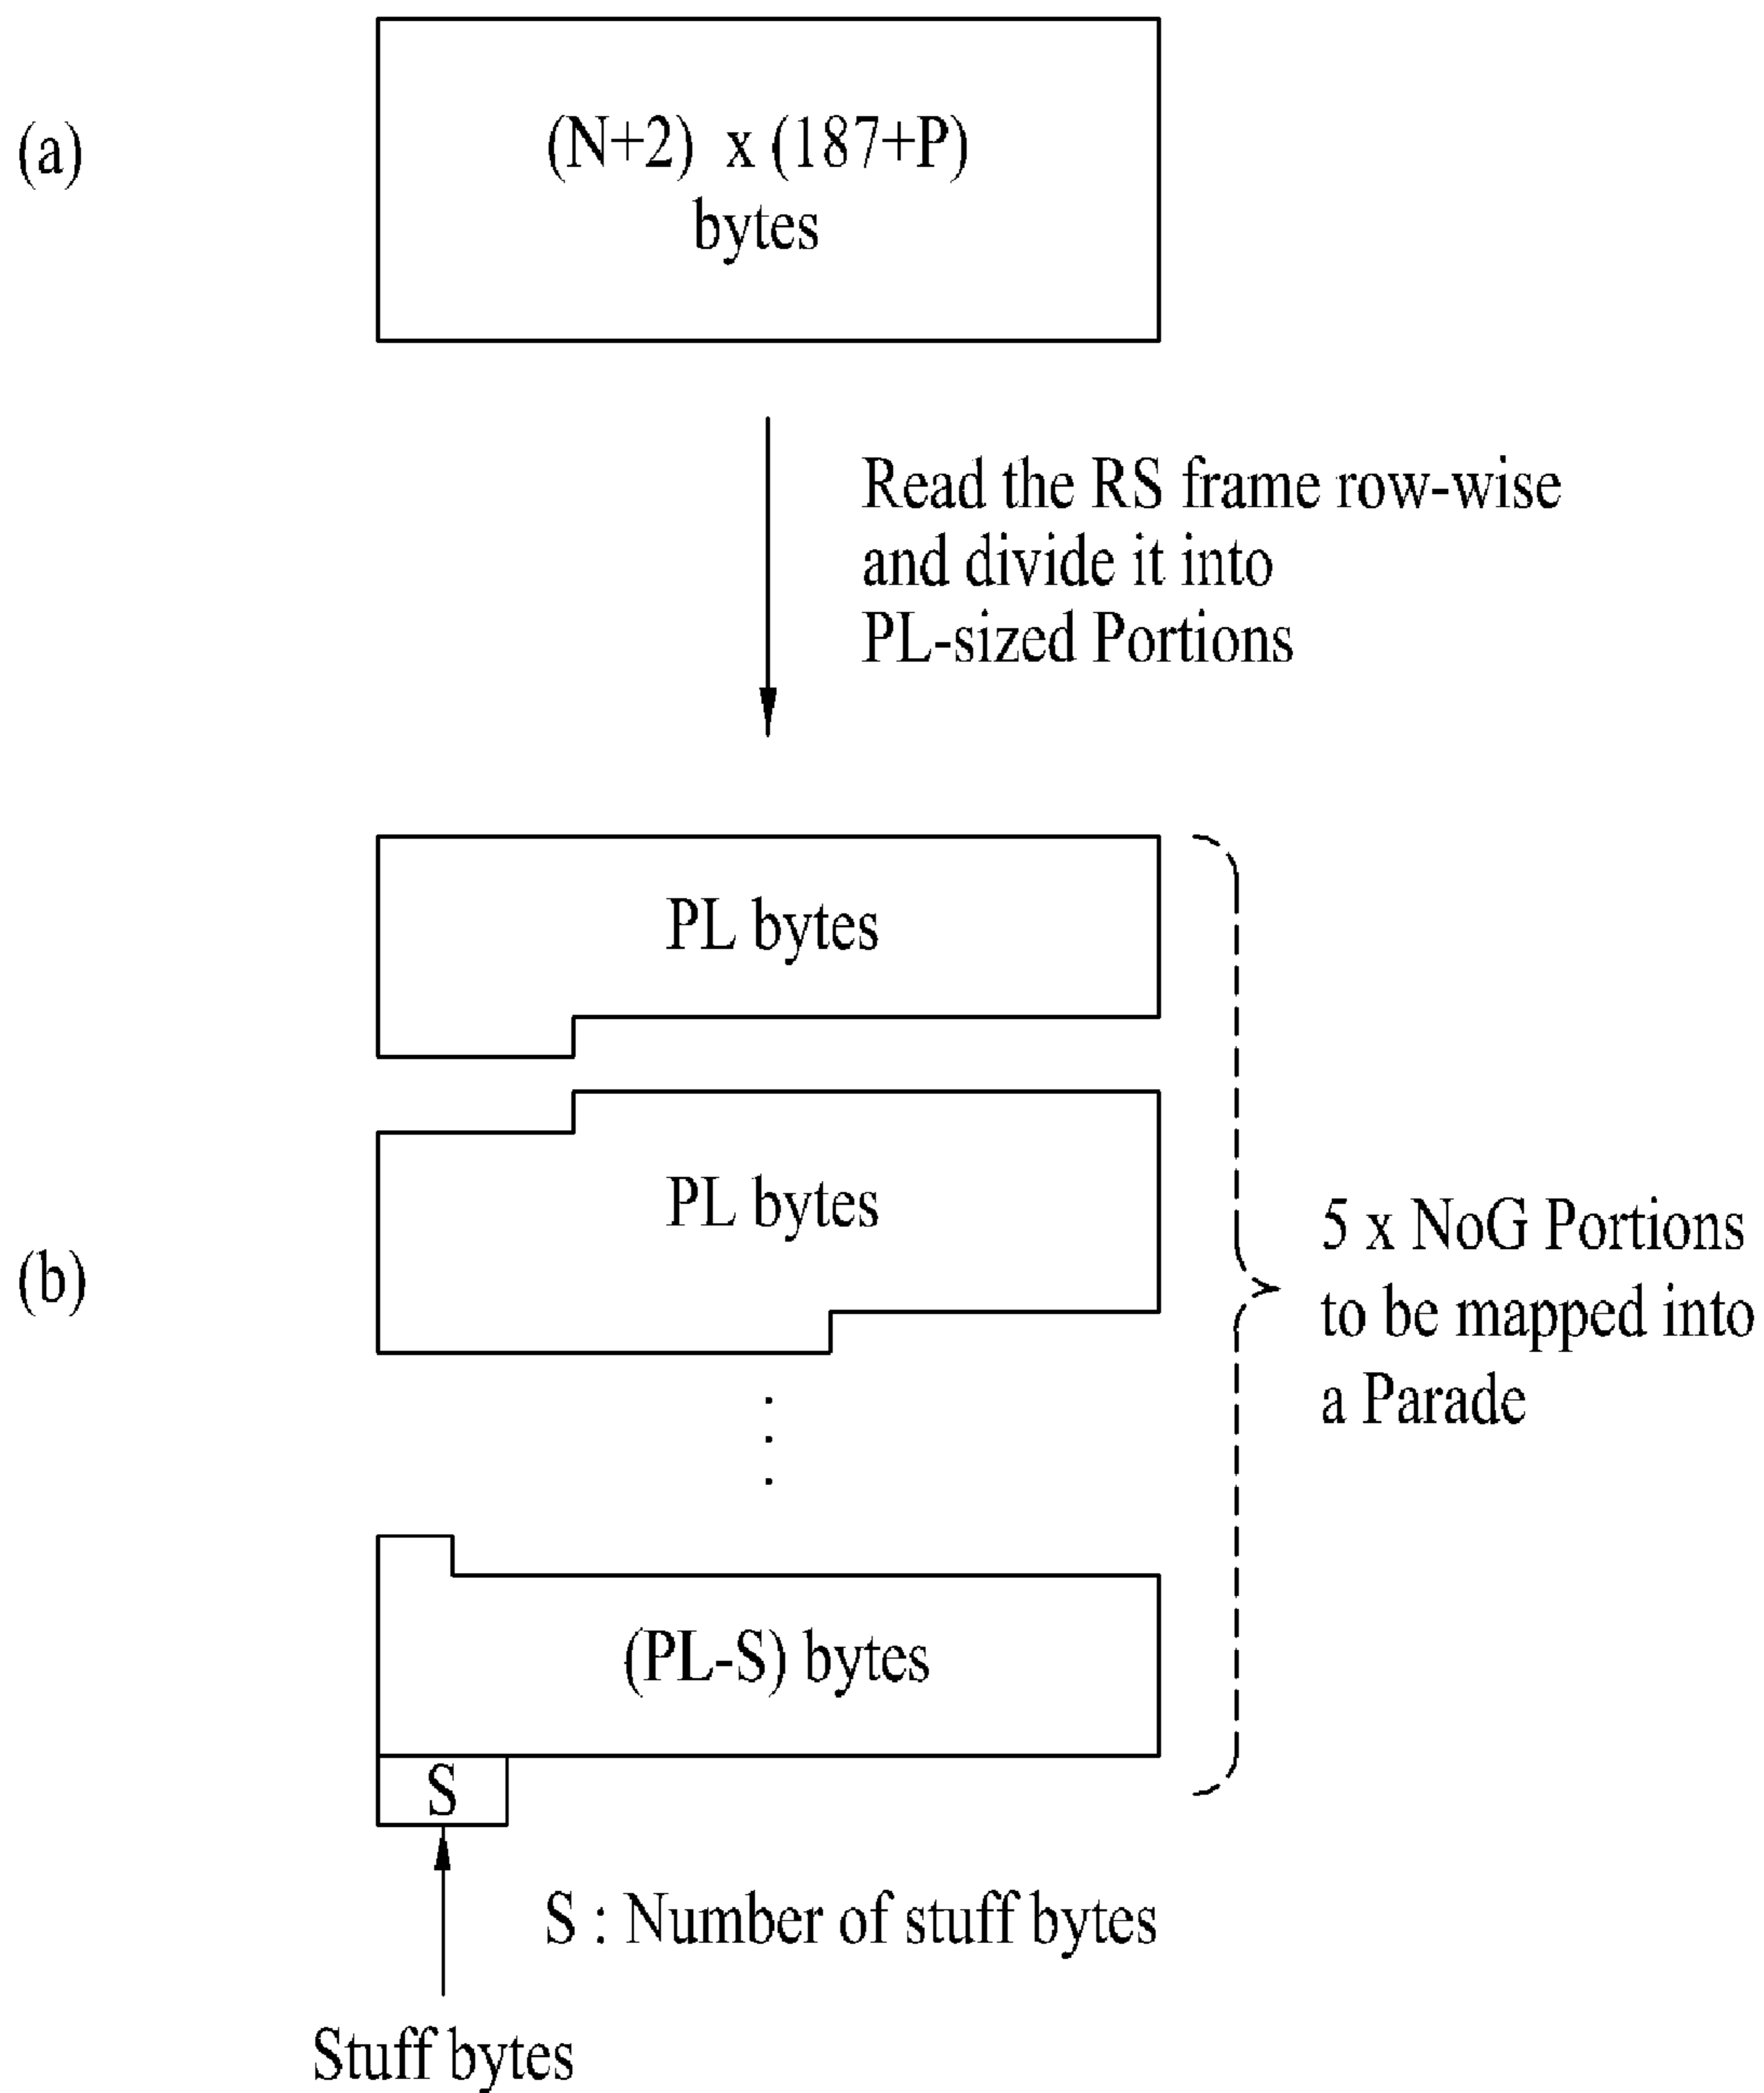 (a)
(N+2) x (187+P)
bytes
Read the RS frame row-wise
and divide it into
PL-sized Portions
(b)
PL bytes
PL bytes
5 x NoG Portions
to be mapped into
a Parade
(PL-S) bytes
S
S : Number of stuff bytes
Stuff bytes